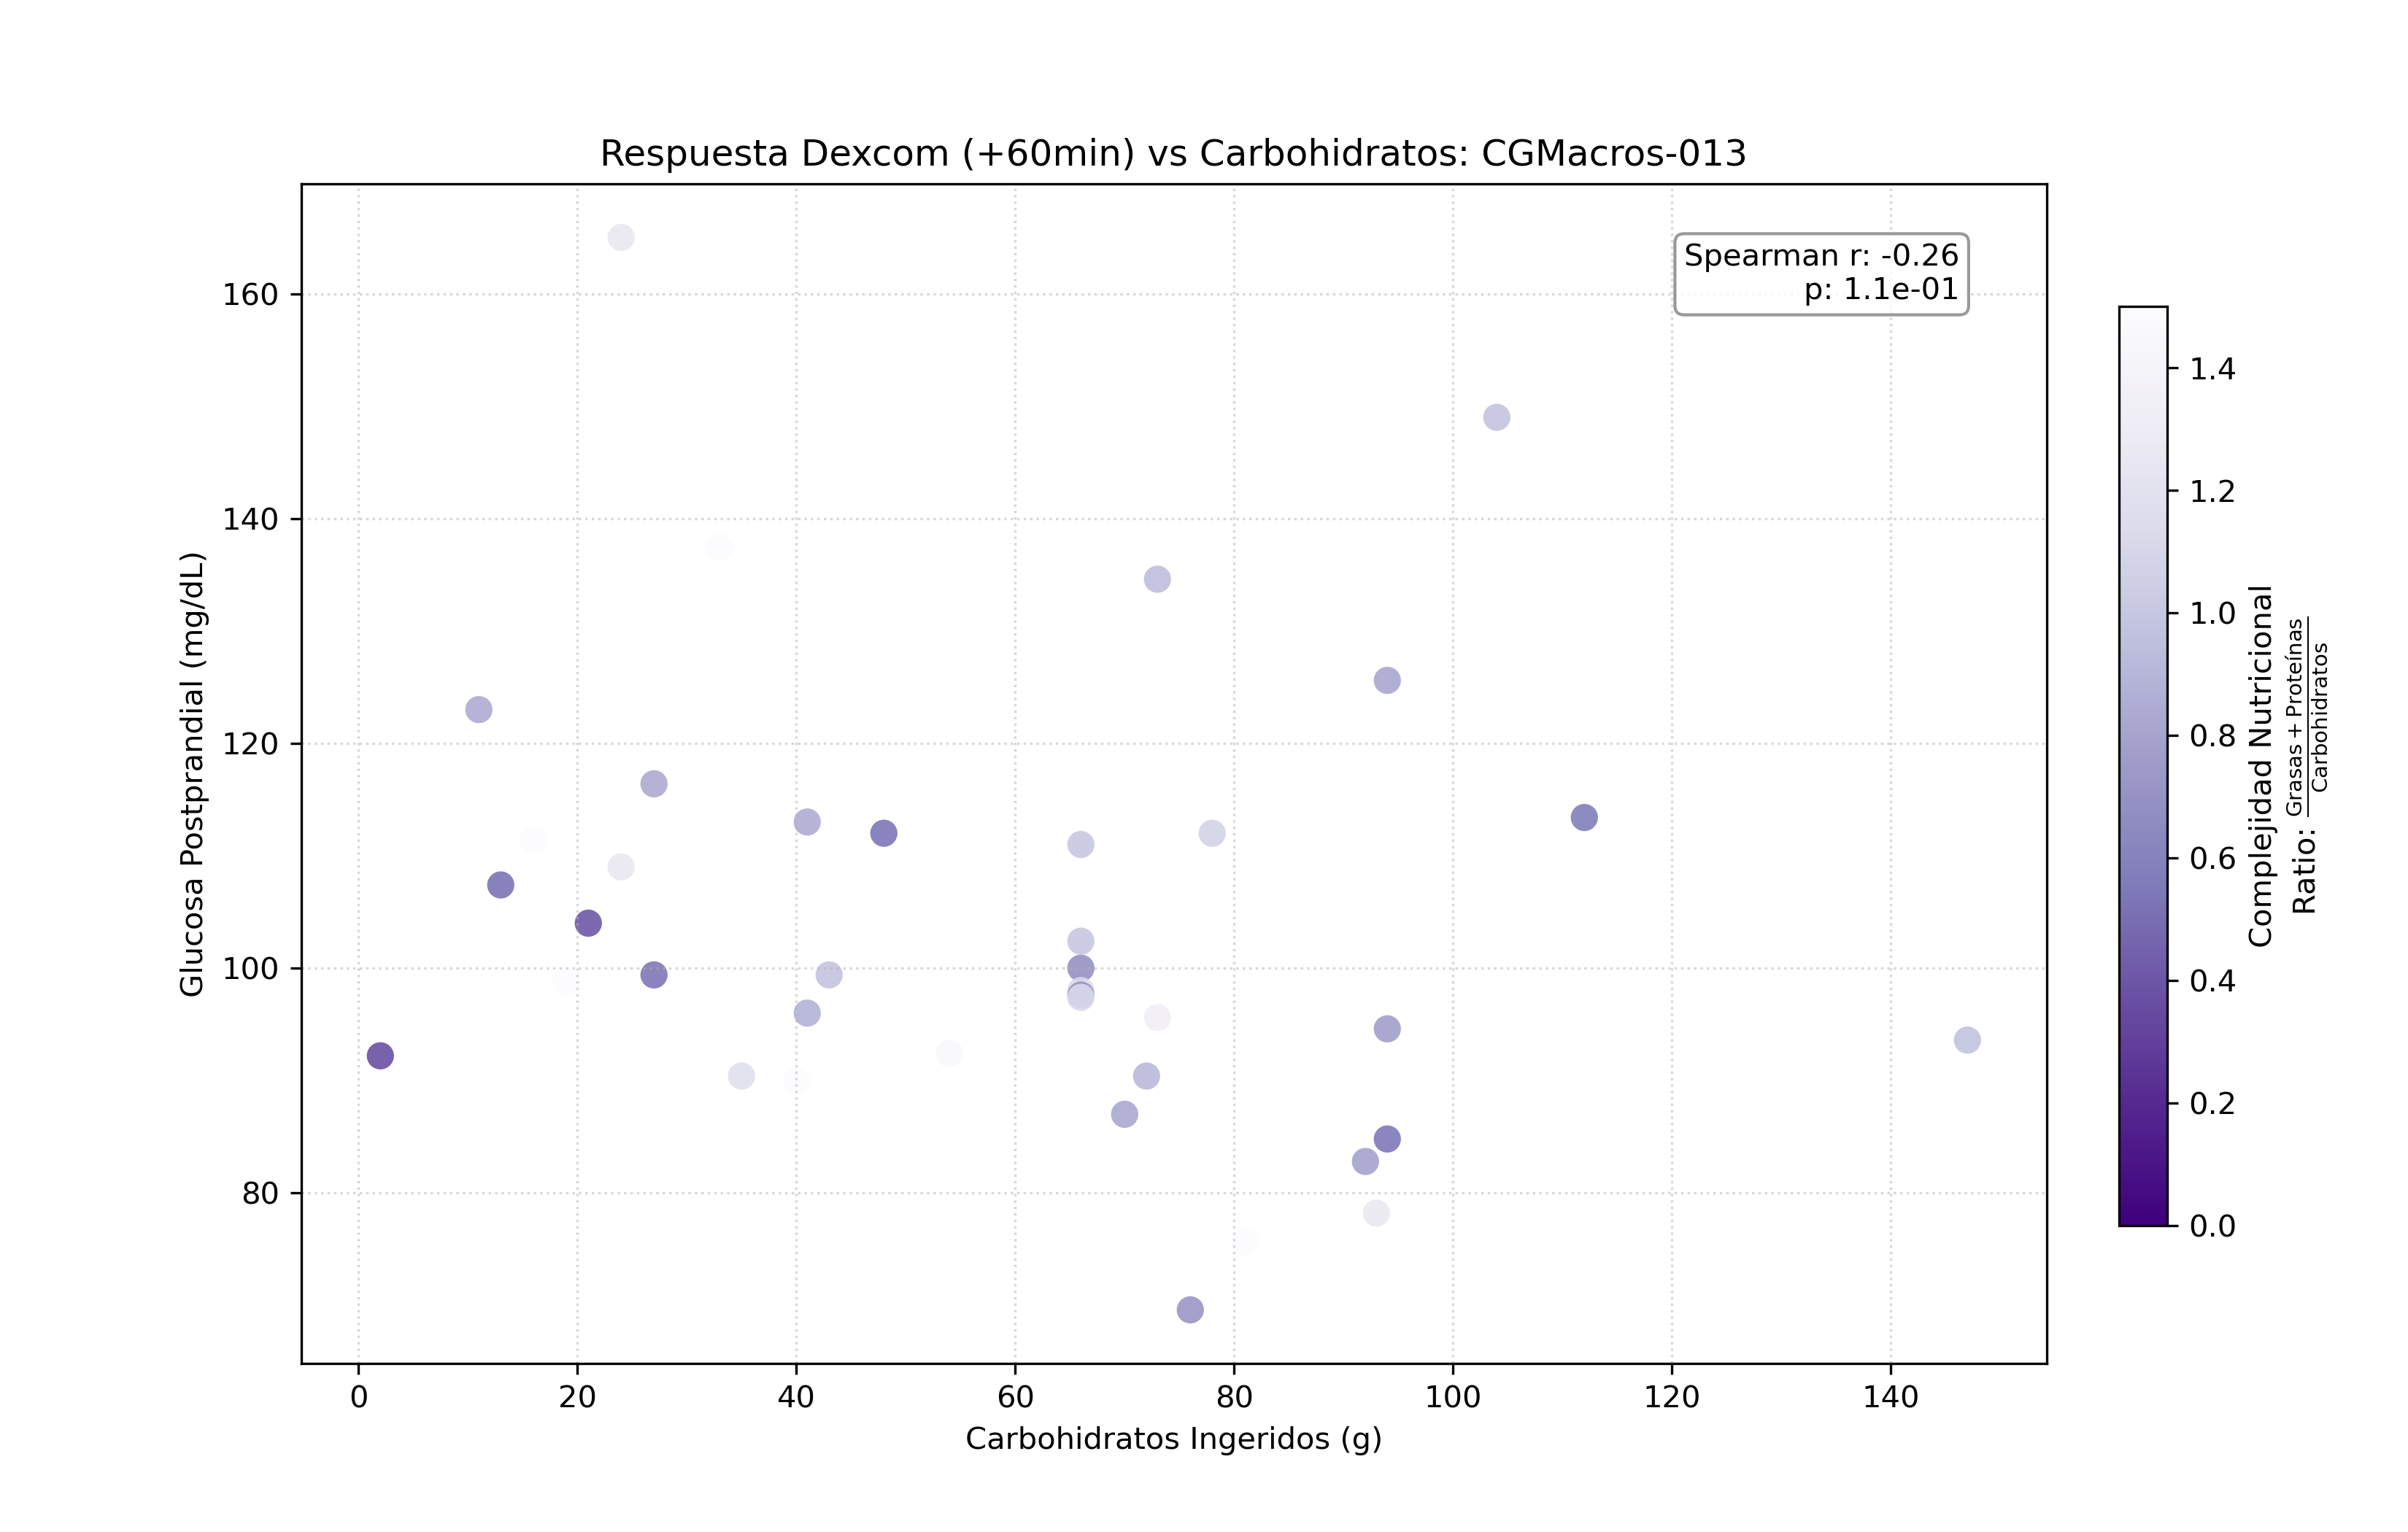 Respuesta Dexcom (+60min) vs Carbohidratos: CGMacros-013
Spearman r: -0.26
p: 1.1e-01
160
140
120
100
80
Glucosa Postprandial (mg/dL)
0 20 40 60 80 100 120 140
Carbohidratos Ingeridos (g)
1.4
1.2
1.0
0.8
0.6
0.4
0.2
0.0
Complejidad Nutricional
Ratio: Grasas + Proteínas
Carbohidratos